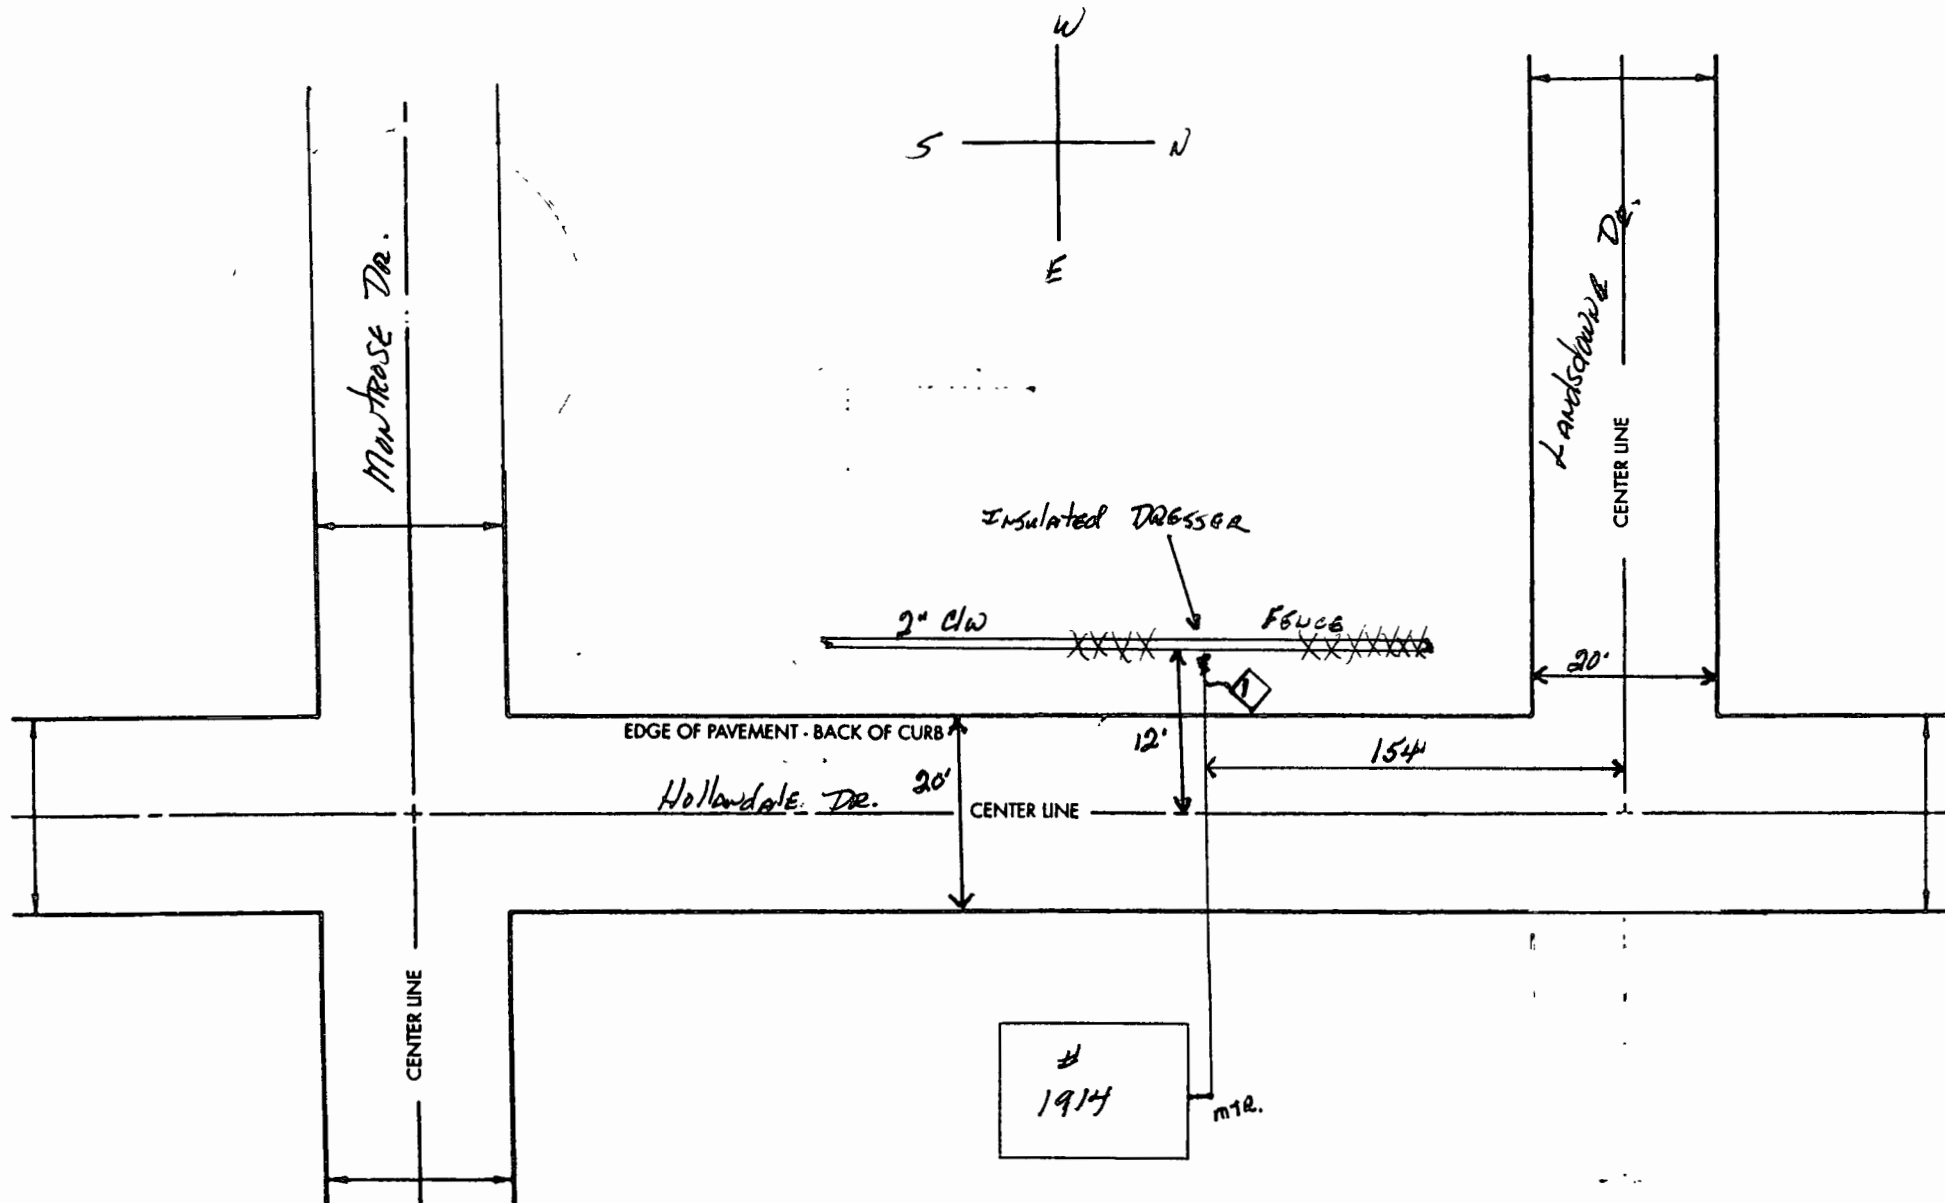 W
S
N
E
MONTROSE DR.
LANDSDOWNE DR.
CENTER LINE
INSULATED DRESSER
2" C/W
FENCE
20'
1
EDGE OF PAVEMENT - BACK OF CURB
12'
154'
20'
Hollandale DR.
CENTER LINE
CENTER LINE
#
1914
MTR.